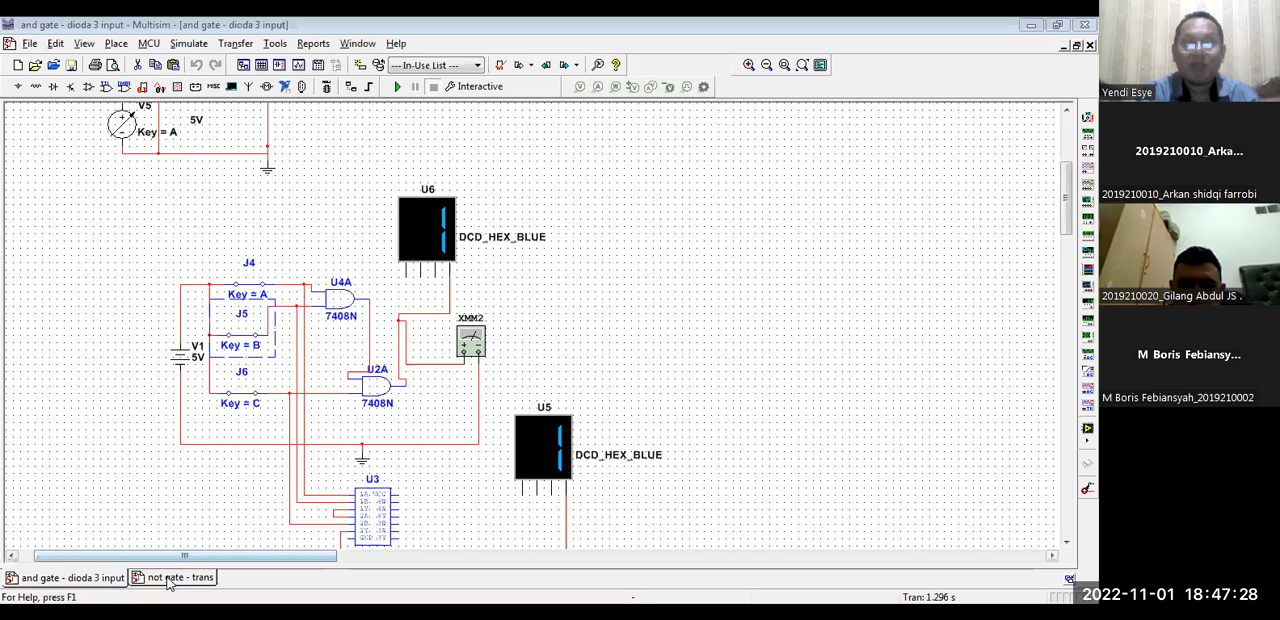 and gate - dioda 3 input - Multisim - [and gate - dioda 3 input]
File Edit View Place MCU Simulate Transfer Tools Reports Window Help
--- In-Use List ---
Interactive
V5
5V
Key = A
U6
DCD_HEX_BLUE
J4
Key = A
U4A
7408N
J5
Key = B
XMM2
V1
5V
J6
Key = C
U2A
7408N
U5
DCD_HEX_BLUE
U3
and gate - dioda 3 input
not gate - trans
For Help, press F1
-
Tran: 1.296 s
Yendi Esye
2019210010_Arka...
2019210010_Arkan shidqi farrobi
2019210020_Gilang Abdul JS .
M Boris Febiansy...
M Boris Febiansyah_2019210002
2022-11-01 18:47:28